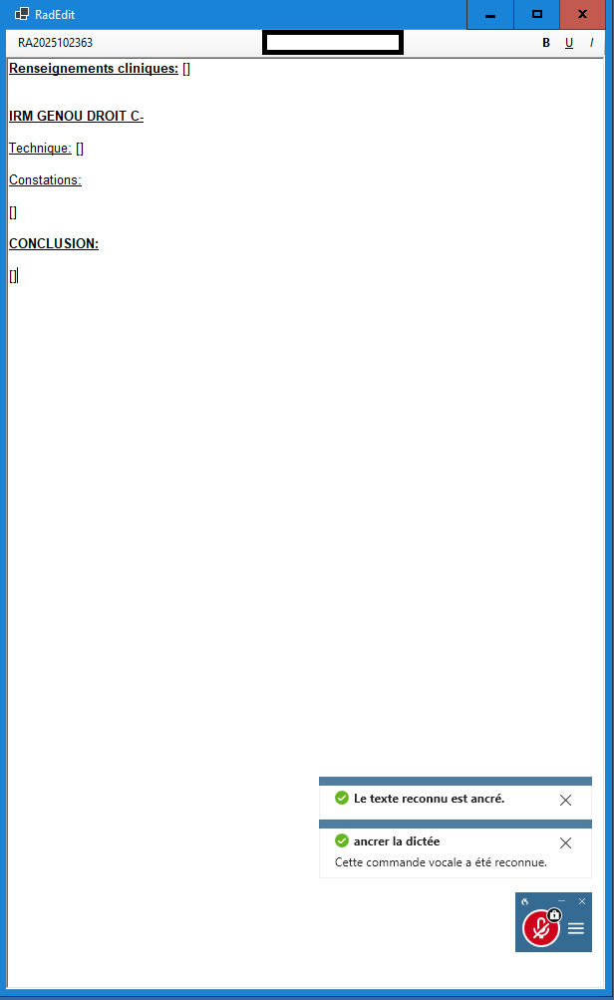 RadEdit
RA2025102363
B U I
Renseignements cliniques: []
IRM GENOU DROIT C-
Technique: []
Constations:
[]
CONCLUSION:
[]
Le texte reconnu est ancré.
ancrer la dictée
Cette commande vocale a été reconnue.